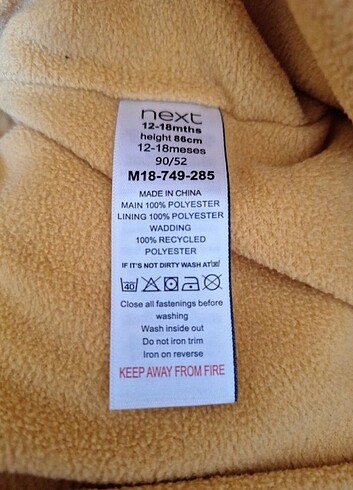 next
12-18mths
height 86cm
12-18meses
90/52
M18-749-285
MADE IN CHINA
MAIN 100% POLYESTER
LINING 100% POLYESTER
WADDING
100% RECYCLED
POLYESTER
IF IT'S NOT DIRTY WASH AT 30
40
Close all fastenings before
washing
Wash inside out
Do not iron trim
Iron on reverse
KEEP AWAY FROM FIRE